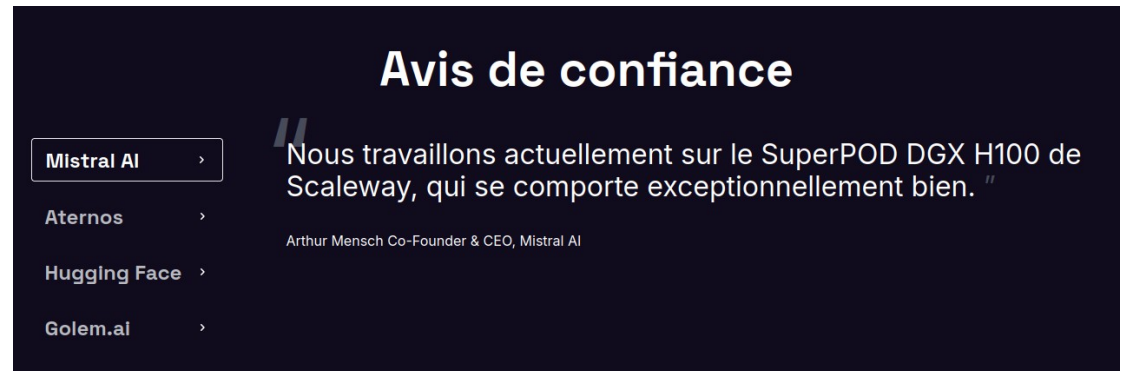 Avis de confiance
Mistral AI ›
Aternos ›
Hugging Face ›
Golem.ai ›
"Nous travaillons actuellement sur le SuperPOD DGX H100 de
Scaleway, qui se comporte exceptionnellement bien. "
Arthur Mensch Co-Founder & CEO, Mistral AI